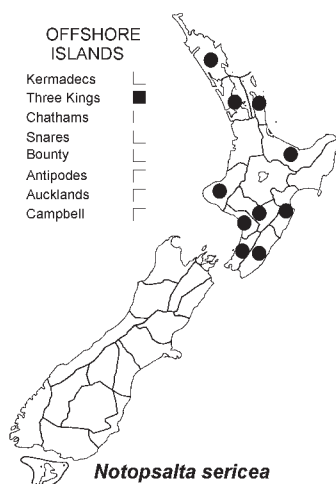 OFFSHORE
ISLANDS
Kermadecs
Three Kings
Chathams
Snares
Bounty
Antipodes
Aucklands
Campbell
Notopsalta sericea